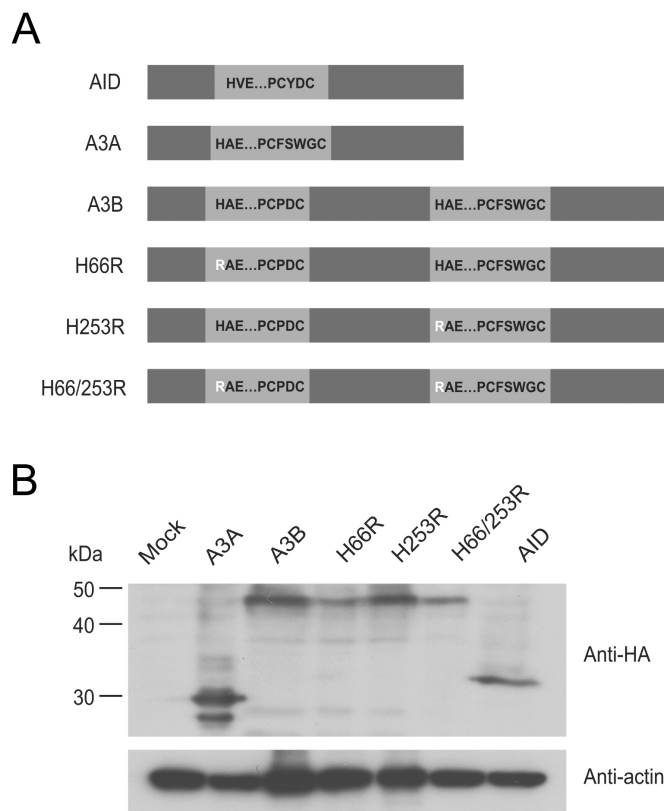 A
AID HVE...PCYDC
A3A HAE...PCFSWGC
A3B HAE...PCPDC HAE...PCFSWGC
H66R RAE...PCPDC HAE...PCFSWGC
H253R HAE...PCPDC RAE...PCFSWGC
H66/253R RAE...PCPDC RAE...PCFSWGC
B
kDa Mock A3A A3B H66R H253R H66/253R AID
50
40
Anti-HA
30
Anti-actin